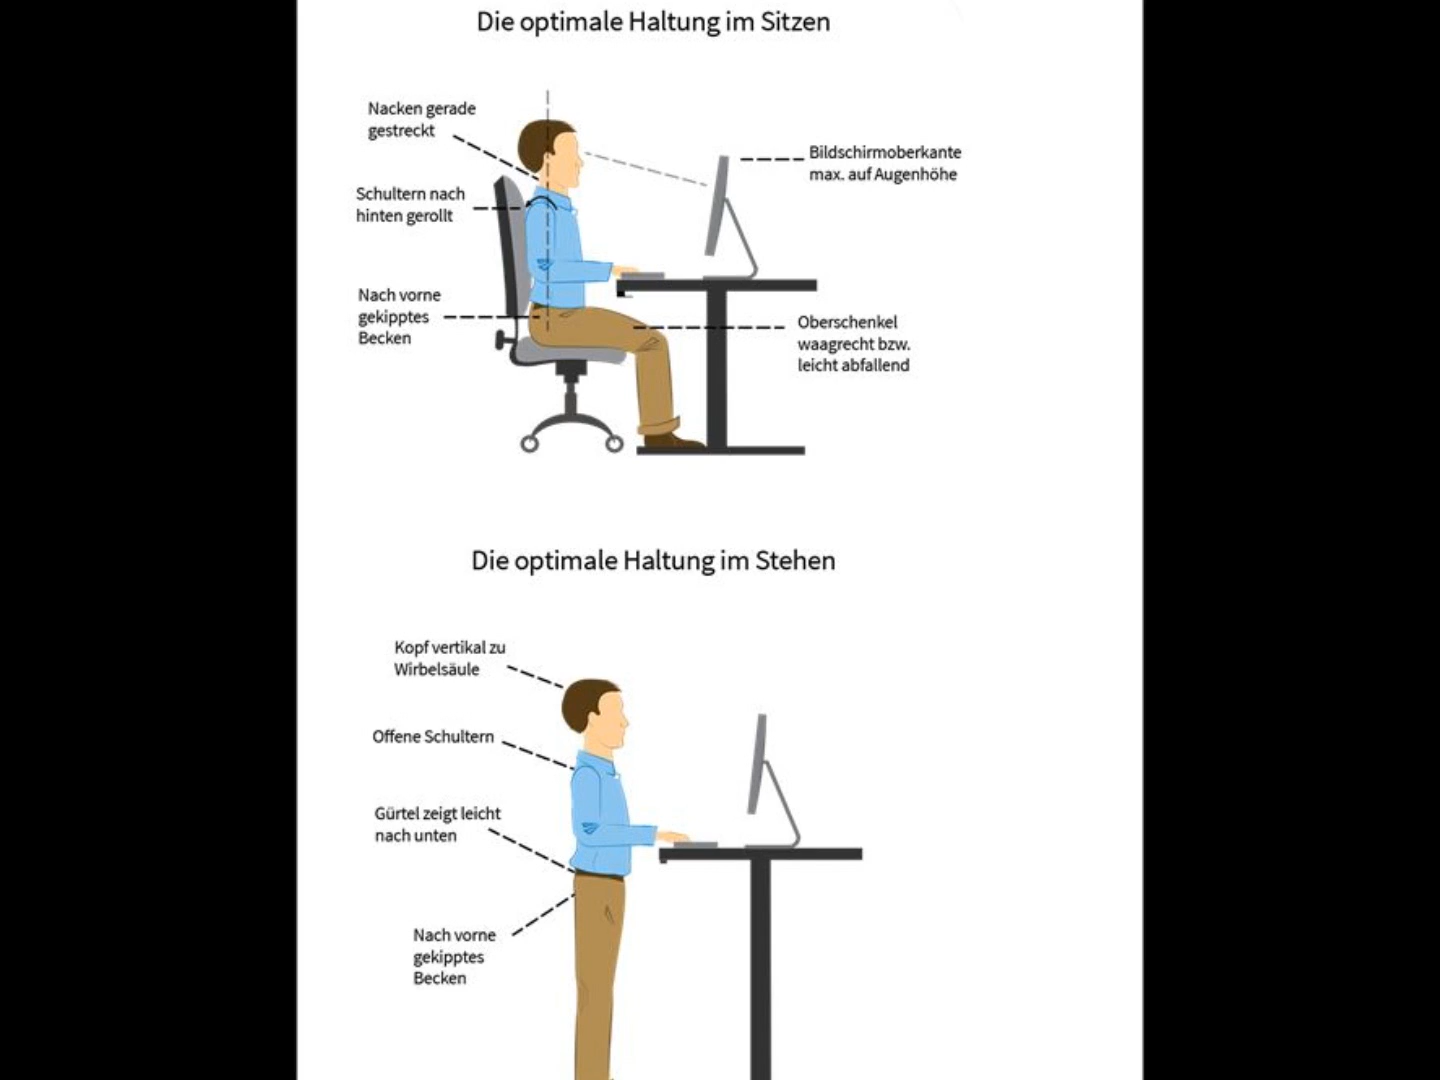 Die optimale Haltung im Sitzen
Nacken gerade
gestreckt
Bildschirmoberkante
max. auf Augenhöhe
Schultern nach
hinten gerollt
Nach vorne
gekipptes
Becken
Oberschenkel
waagrecht bzw.
leicht abfallend
Die optimale Haltung im Stehen
Kopf vertikal zu
Wirbelsäule
Offene Schultern
Gürtel zeigt leicht
nach unten
Nach vorne
gekipptes
Becken